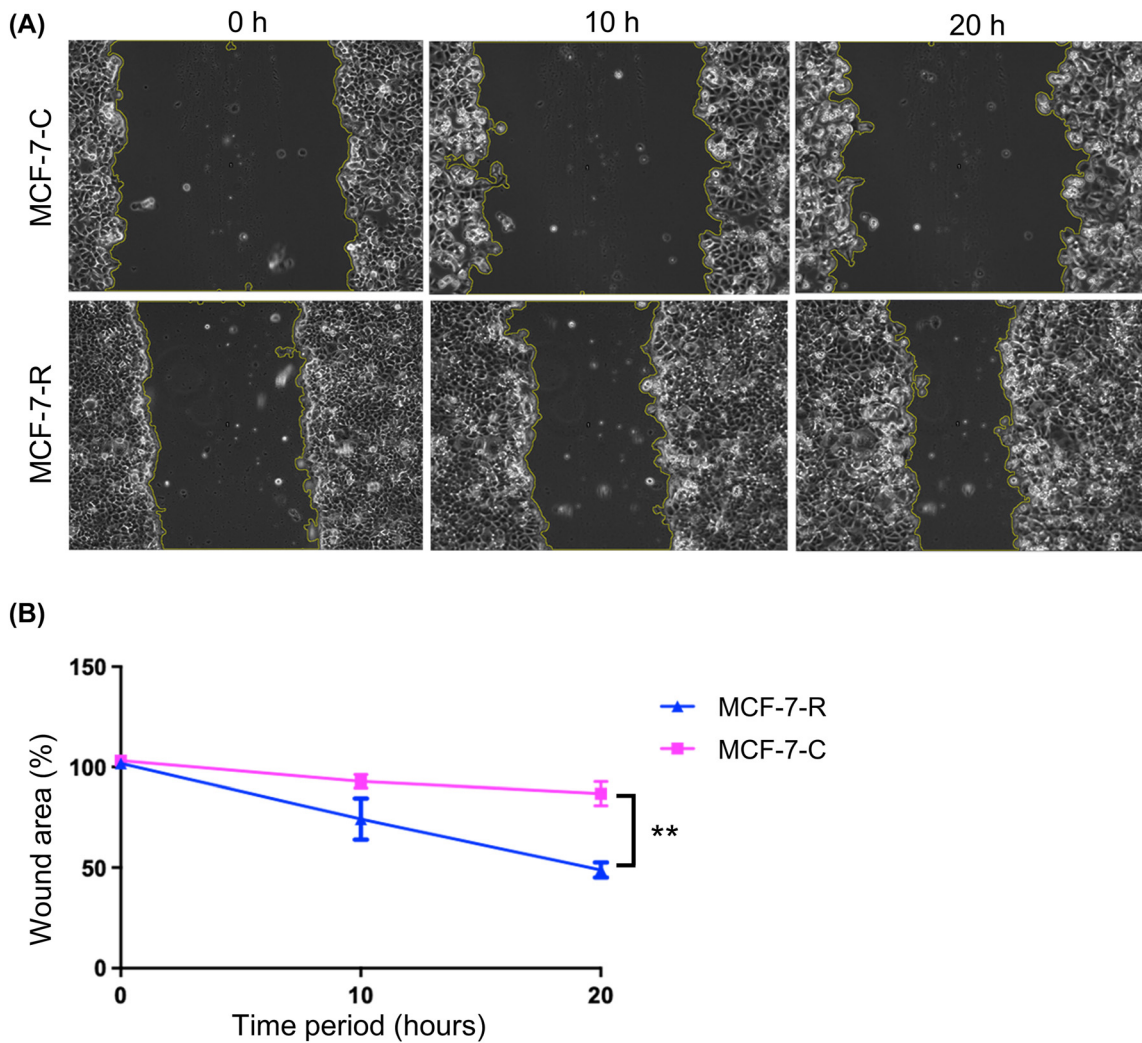 (A)
0 h
10 h
20 h
MCF-7-C
MCF-7-R
(B)
150
100
50
0
0
10
20
Wound area (%)
Time period (hours)
MCF-7-R
MCF-7-C
**